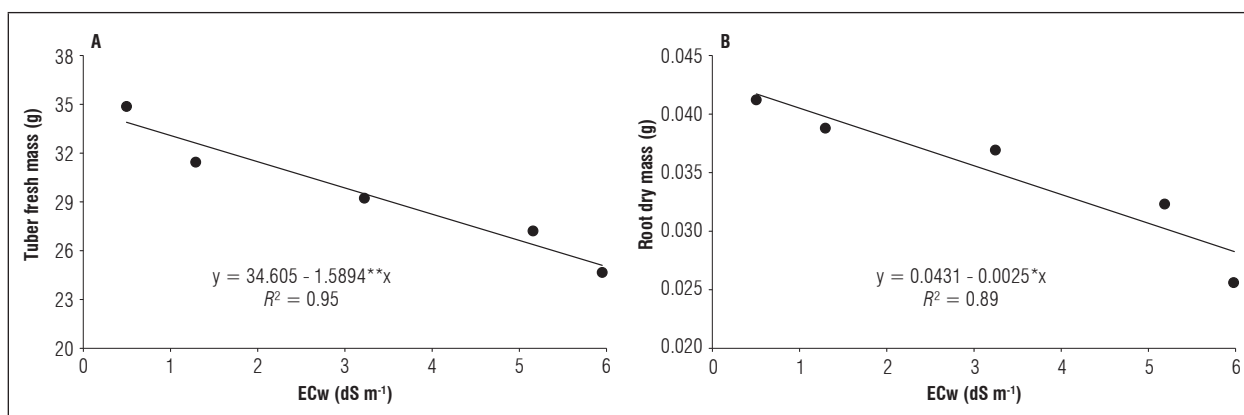 A
Tuber fresh mass (g)
38
35
32
29
26
23
20
0
1
2
3
4
5
6
y = 34.605 - 1.5894**x
R² = 0.95
ECw (dS m⁻¹)
B
Root dry mass (g)
0.045
0.040
0.035
0.030
0.025
0.020
0
1
2
3
4
5
6
y = 0.0431 - 0.0025*x
R² = 0.89
ECw (dS m⁻¹)